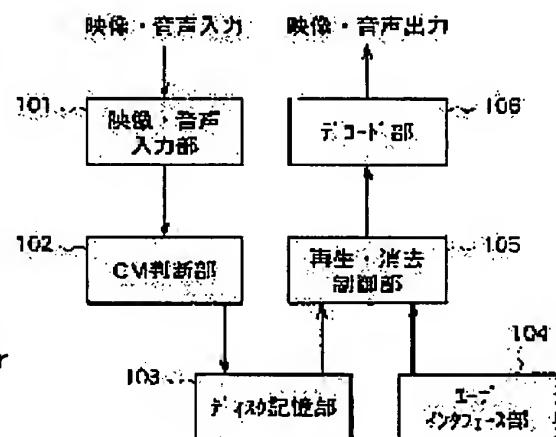 映像・音声入力
映像・音声出力
101
映像・音声
入力部
デコード部
106
102
CM判断部
再生・消去
制御部
105
r
103
ディスク記憶部
104
ユーザ
インタフェース部